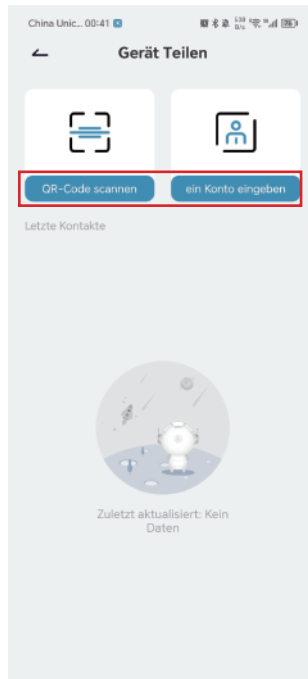 China Unic... 00:41
Gerät Teilen
QR-Code scannen
ein Konto eingeben
Letzte Kontakte
Zuletzt aktualisiert: Kein
Daten